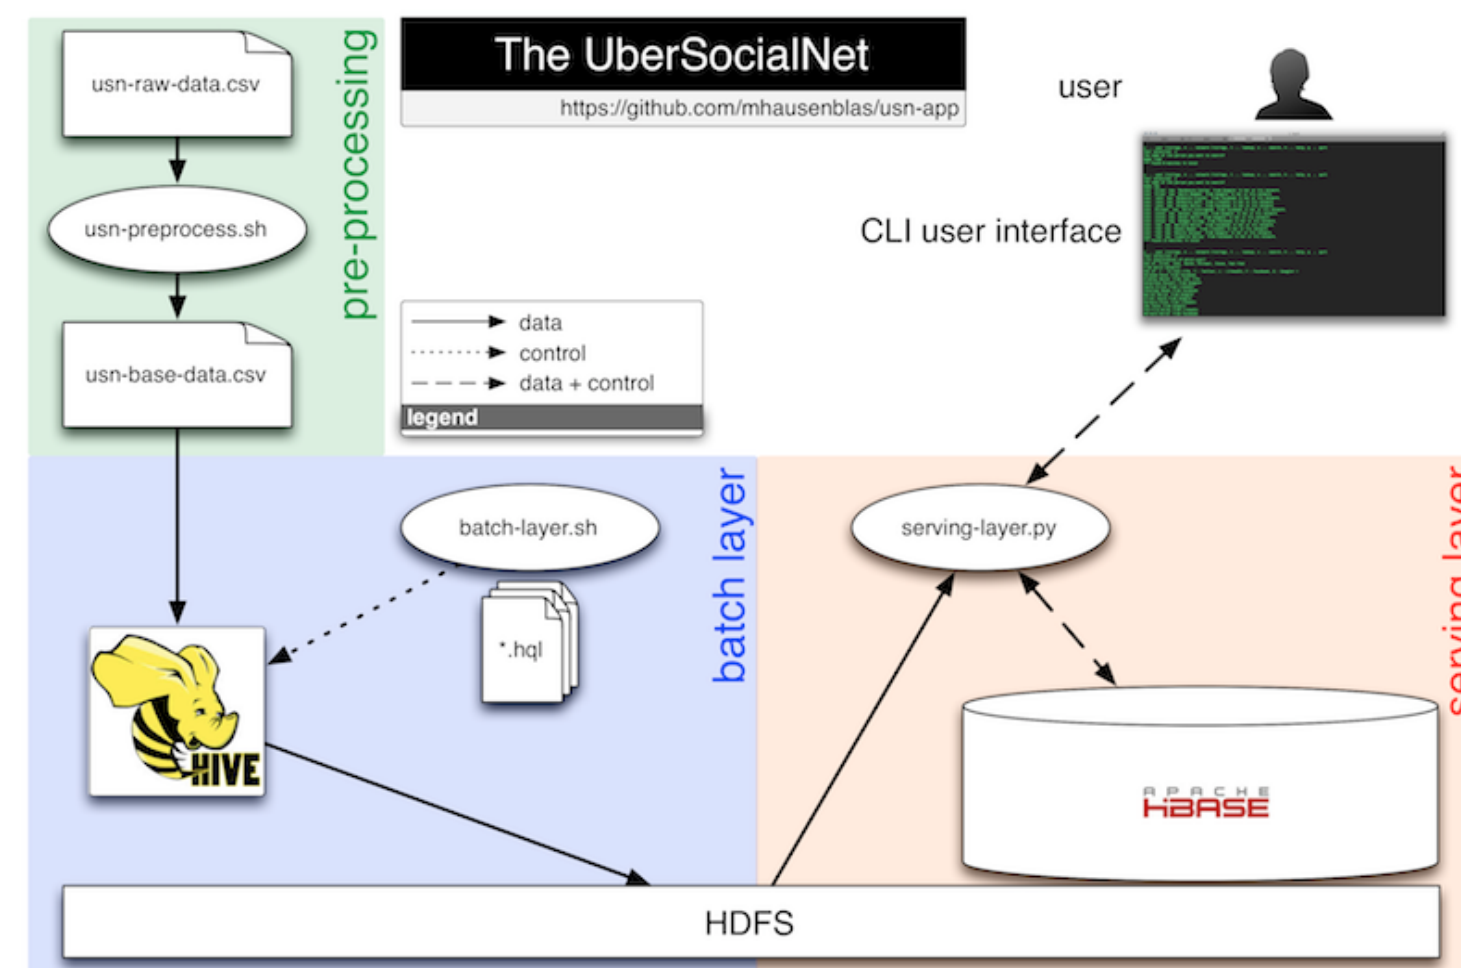 usn-raw-data.csv
usn-preprocess.sh
usn-base-data.csv
pre-processing
The UberSocialNet
https://github.com/mhausenblas/usn-app
data
control
data + control
legend
user
CLI user interface
batch-layer.sh
*.hql
batch layer
HIVE
serving-layer.py
serving layer
APACHE
HBASE
HDFS